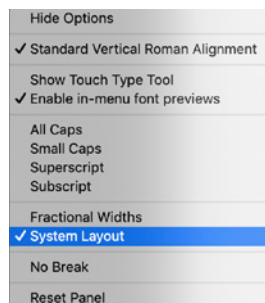 Hide Options
✓ Standard Vertical Roman Alignment
Show Touch Type Tool
✓ Enable in-menu font previews
All Caps
Small Caps
Superscript
Subscript
Fractional Widths
✓ System Layout
No Break
Reset Panel